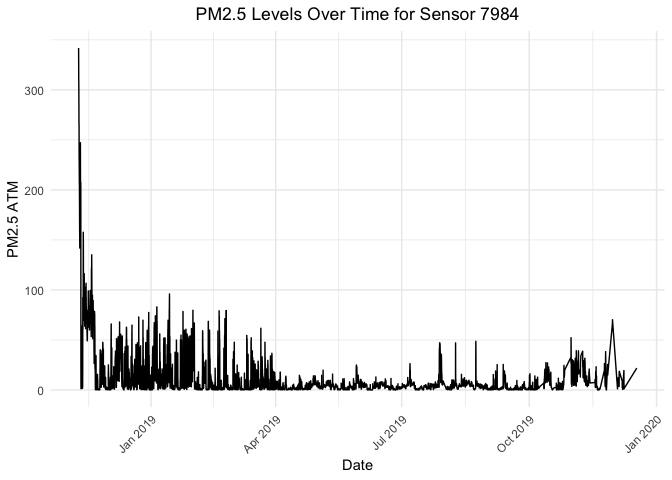 PM2.5 Levels Over Time for Sensor 7984
300
200
100
0
PM2.5 ATM
Jan 2019
Apr 2019
Jul 2019
Oct 2019
Jan 2020
Date